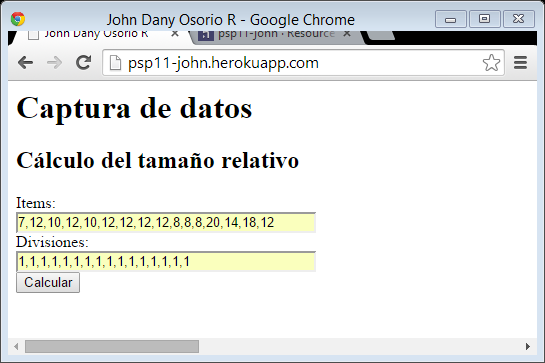 John Dany Osorio R - Google Chrome
John Dany Osorio R
psp11-john · Resource
psp11-john.herokuapp.com
Captura de datos
Cálculo del tamaño relativo
Items:
7,12,10,12,10,12,12,12,12,8,8,8,20,14,18,12
Divisiones:
1,1,1,1,1,1,1,1,1,1,1,1,1,1,1,1
Calcular